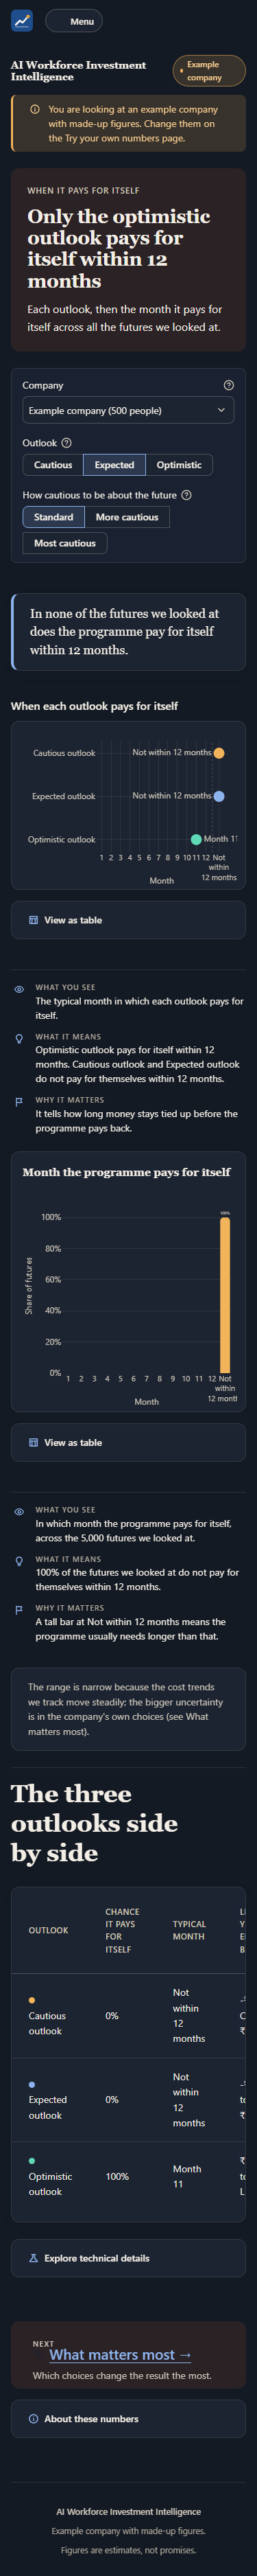 Menu
AI Workforce Investment
Intelligence
Example
company
You are looking at an example company
with made-up figures. Change them on
the Try your own numbers page.
WHEN IT PAYS FOR ITSELF
Only the optimistic
outlook pays for
itself within 12
months
Each outlook, then the month it pays for
itself across all the futures we looked at.
Company
Example company (500 people)
Outlook
Cautious Expected Optimistic
How cautious to be about the future
Standard More cautious
Most cautious
In none of the futures we looked at
does the programme pay for itself
within 12 months.
When each outlook pays for itself
Cautious outlook Not within 12 months
Expected outlook Not within 12 months
Optimistic outlook Month 11
1 2 3 4 5 6 7 8 9 10 11 12 Not
within
12 months
Month
View as table
WHAT YOU SEE
The typical month in which each outlook pays for
itself.
WHAT IT MEANS
Optimistic outlook pays for itself within 12
months. Cautious outlook and Expected outlook
do not pay for themselves within 12 months.
WHY IT MATTERS
It tells how long money stays tied up before the
programme pays back.
Month the programme pays for itself
100%
100%
80%
60%
40%
20%
0%
Share of futures
1 2 3 4 5 6 7 8 9 10 11 12 Not
within
12 month
Month
View as table
WHAT YOU SEE
In which month the programme pays for itself,
across the 5,000 futures we looked at.
WHAT IT MEANS
100% of the futures we looked at do not pay for
themselves within 12 months.
WHY IT MATTERS
A tall bar at Not within 12 months means the
programme usually needs longer than that.
The range is narrow because the cost trends
we track move steadily; the bigger uncertainty
is in the company's own choices (see What
matters most).
The three
outlooks side
by side
OUTLOOK CHANCE IT PAYS FOR ITSELF TYPICAL MONTH
Cautious outlook 0% Not within 12 months
Expected outlook 0% Not within 12 months
Optimistic outlook 100% Month 11
Explore technical details
NEXT
What matters most →
Which choices change the result the most.
About these numbers
AI Workforce Investment Intelligence
Example company with made-up figures.
Figures are estimates, not promises.